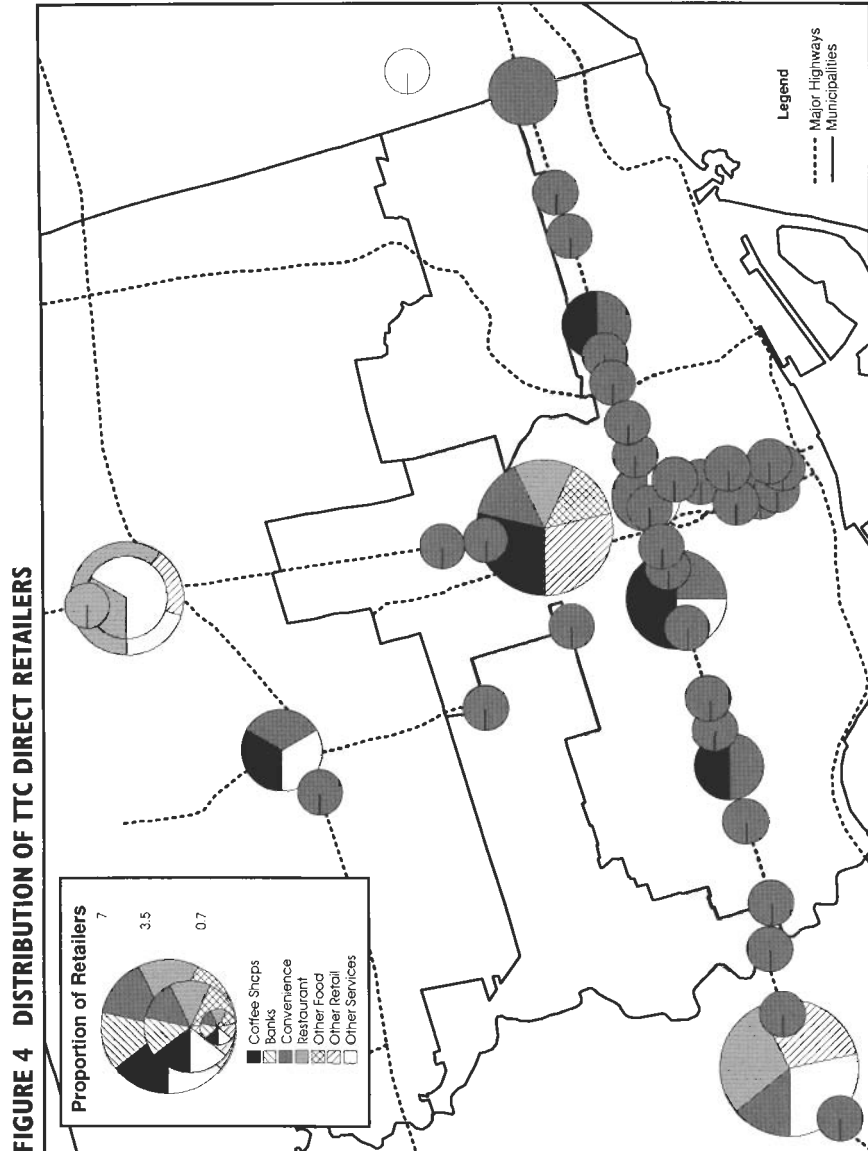 FIGURE 4 DISTRIBUTION OF TTC DIRECT RETAILERS
Proportion of Retailers
7
3.5
0.7
Coffee Shops
Banks
Convenience
Restaurant
Other Food
Other Retail
Other Services
Legend
Major Highways
Municipalities